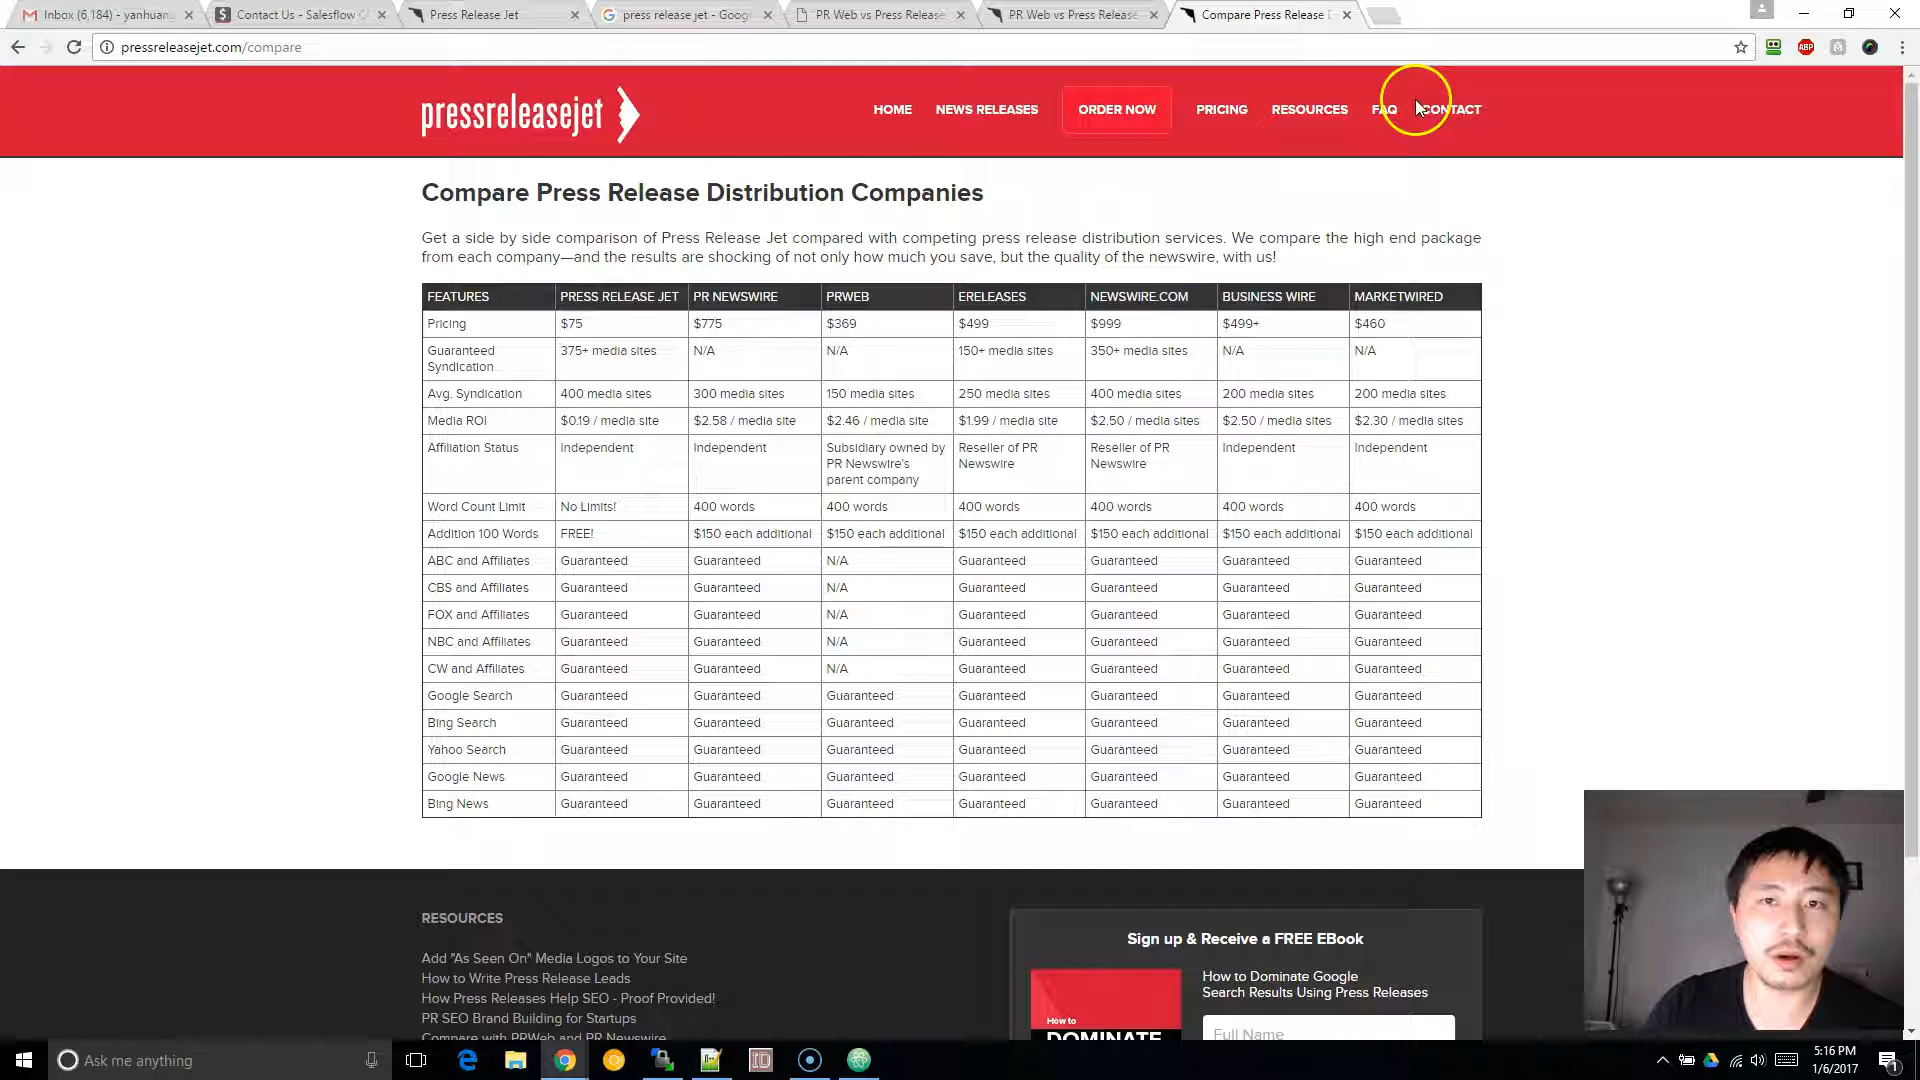 Inbox (6,184) - yanhuan
Contact Us - Salesflow C
Press Release Jet
press release jet - Goog
PR Web vs Press Release
PR Web vs Press Release
Compare Press Release D
pressreleasejet.com/compare
ABP
pressreleasejet
HOME
NEWS RELEASES
ORDER NOW
PRICING
RESOURCES
FAQ
CONTACT
Compare Press Release Distribution Companies
Get a side by side comparison of Press Release Jet compared with competing press release distribution services. We compare the high end package
from each company—and the results are shocking of not only how much you save, but the quality of the newswire, with us!
FEATURES PRESS RELEASE JET PR NEWSWIRE PRWEB ERELEASES NEWSWIRE.COM BUSINESS WIRE MARKETWIRED
Pricing $75 $775 $369 $499 $999 $499+ $460
Guaranteed 375+ media sites N/A N/A 150+ media sites 350+ media sites N/A N/A
Syndication
Avg. Syndication 400 media sites 300 media sites 150 media sites 250 media sites 400 media sites 200 media sites 200 media sites
Media ROI $0.19 / media site $2.58 / media site $2.46 / media site $1.99 / media site $2.50 / media sites $2.50 / media sites $2.30 / media sites
Affiliation Status Independent Independent Subsidiary owned by Reseller of PR Reseller of PR Independent Independent
PR Newswire's Newswire Newswire
parent company
Word Count Limit No Limits! 400 words 400 words 400 words 400 words 400 words 400 words
Addition 100 Words FREE! $150 each additional $150 each additional $150 each additional $150 each additional $150 each additional $150 each additional
ABC and Affiliates Guaranteed Guaranteed N/A Guaranteed Guaranteed Guaranteed Guaranteed
CBS and Affiliates Guaranteed Guaranteed N/A Guaranteed Guaranteed Guaranteed Guaranteed
FOX and Affiliates Guaranteed Guaranteed N/A Guaranteed Guaranteed Guaranteed Guaranteed
NBC and Affiliates Guaranteed Guaranteed N/A Guaranteed Guaranteed Guaranteed Guaranteed
CW and Affiliates Guaranteed Guaranteed N/A Guaranteed Guaranteed Guaranteed Guaranteed
Google Search Guaranteed Guaranteed Guaranteed Guaranteed Guaranteed Guaranteed Guaranteed
Bing Search Guaranteed Guaranteed Guaranteed Guaranteed Guaranteed Guaranteed Guaranteed
Yahoo Search Guaranteed Guaranteed Guaranteed Guaranteed Guaranteed Guaranteed Guaranteed
Google News Guaranteed Guaranteed Guaranteed Guaranteed Guaranteed Guaranteed Guaranteed
Bing News Guaranteed Guaranteed Guaranteed Guaranteed Guaranteed Guaranteed Guaranteed
RESOURCES
Add "As Seen On" Media Logos to Your Site
How to Write Press Release Leads
How Press Releases Help SEO - Proof Provided!
PR SEO Brand Building for Startups
Compare with PRWeb and PR Newswire
Sign up & Receive a FREE EBook
How to Dominate Google
Search Results Using Press Releases
How to
DOMINATE
Full Name
Ask me anything
5:16 PM
1/6/2017
1